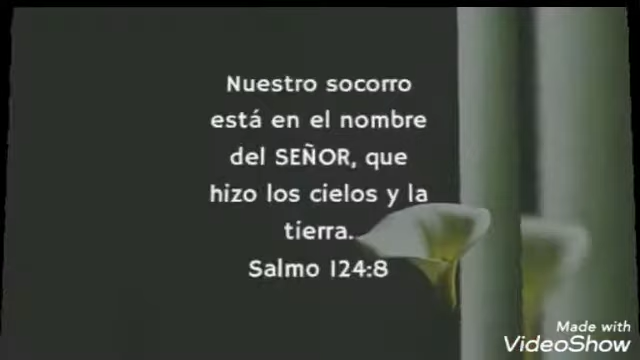 Nuestro socorro
está en el nombre
del SEÑOR, que
hizo los cielos y la
tierra.
Salmo 124:8
Made with
VideoShow